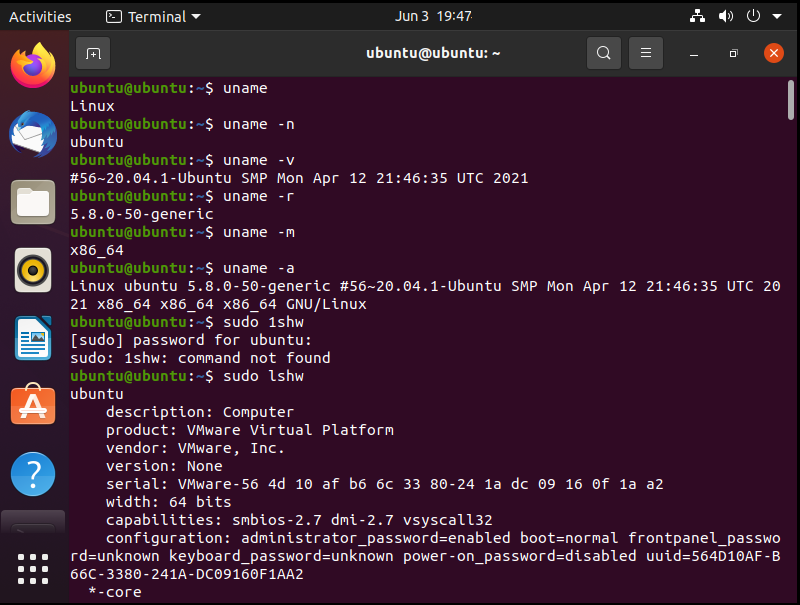 Activities Terminal Jun 3 19:47
ubuntu@ubuntu: ~
ubuntu@ubuntu:~$ uname
Linux
ubuntu@ubuntu:~$ uname -n
ubuntu
ubuntu@ubuntu:~$ uname -v
#56~20.04.1-Ubuntu SMP Mon Apr 12 21:46:35 UTC 2021
ubuntu@ubuntu:~$ uname -r
5.8.0-50-generic
ubuntu@ubuntu:~$ uname -m
x86_64
ubuntu@ubuntu:~$ uname -a
Linux ubuntu 5.8.0-50-generic #56~20.04.1-Ubuntu SMP Mon Apr 12 21:46:35 UTC 20
21 x86_64 x86_64 x86_64 GNU/Linux
ubuntu@ubuntu:~$ sudo 1shw
[sudo] password for ubuntu:
sudo: 1shw: command not found
ubuntu@ubuntu:~$ sudo lshw
ubuntu
description: Computer
product: VMware Virtual Platform
vendor: VMware, Inc.
version: None
serial: VMware-56 4d 10 af b6 6c 33 80-24 1a dc 09 16 0f 1a a2
width: 64 bits
capabilities: smbios-2.7 dmi-2.7 vsyscall32
configuration: administrator_password=enabled boot=normal frontpanel_passwo
rd=unknown keyboard_password=unknown power-on_password=disabled uuid=564D10AF-B
66C-3380-241A-DC09160F1AA2
*-core